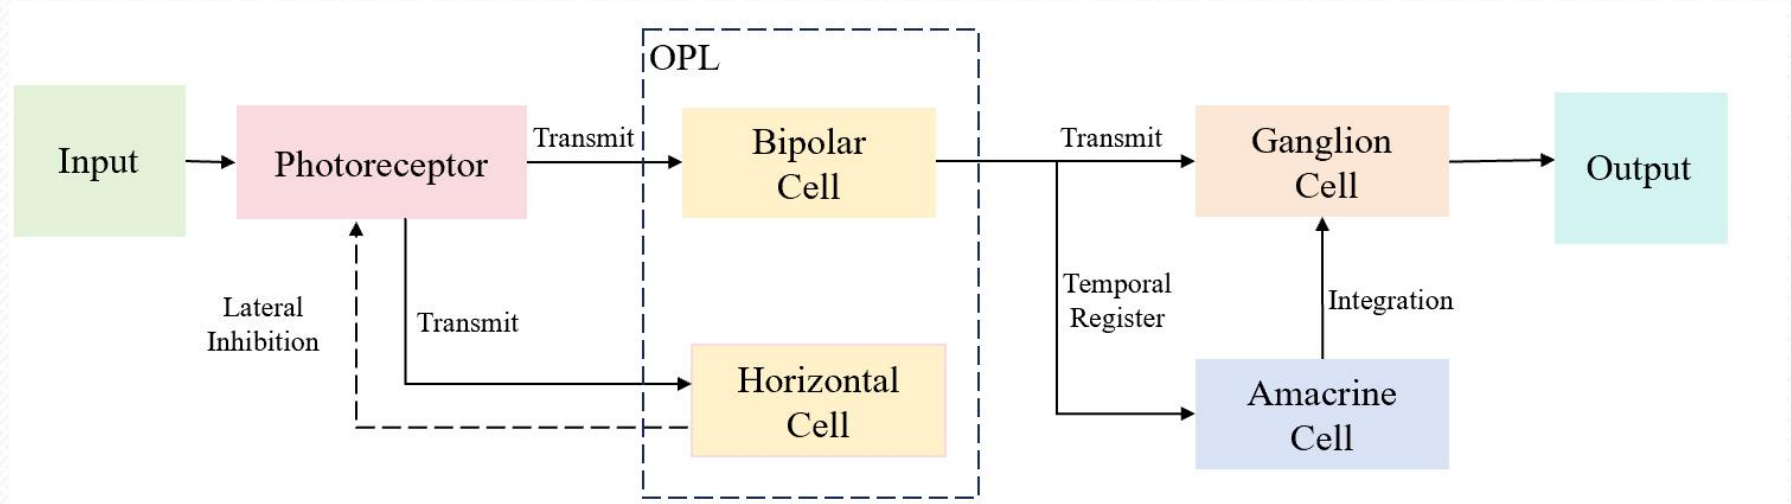 OPL
Input
Photoreceptor
Transmit
Bipolar
Cell
Transmit
Ganglion
Cell
Output
Lateral
Inhibition
Transmit
Horizontal
Cell
Temporal
Register
Integration
Amacrine
Cell